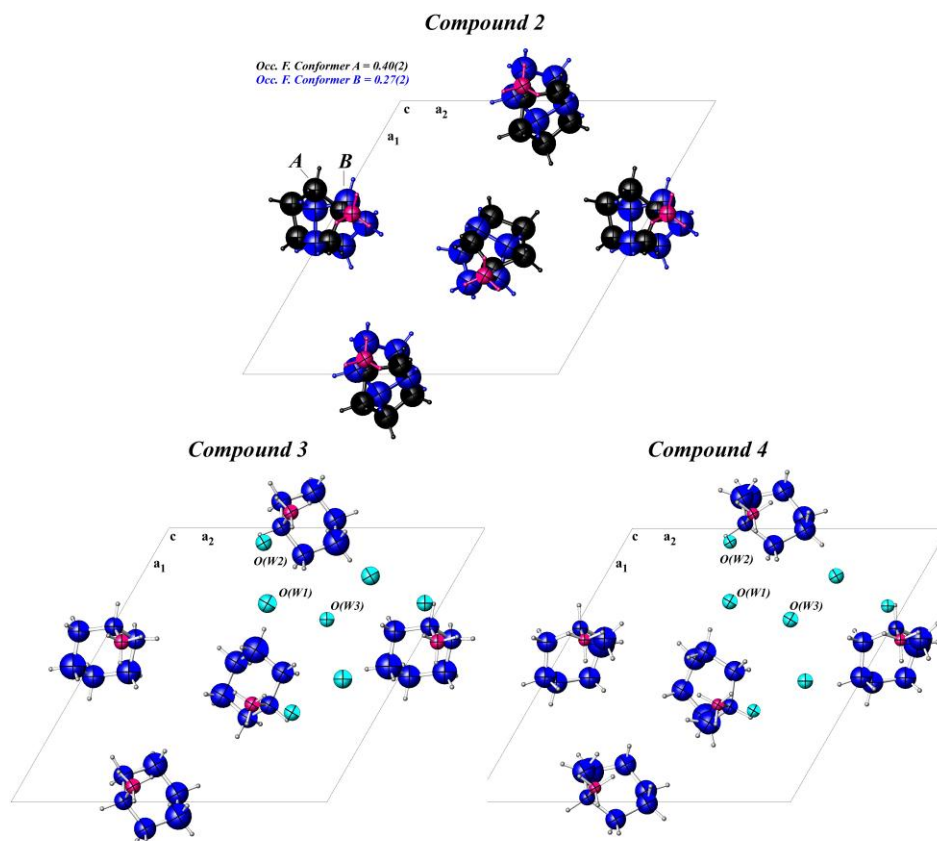 Compound 2
Occ. F. Conformer A = 0.40(2)
Occ. F. Conformer B = 0.27(2)
c a2
a1
A B
Compound 3
Compound 4
c a2
a1
O(W2)
O(W1)
O(W3)
c a2
a1
O(W2)
O(W1)
O(W3)